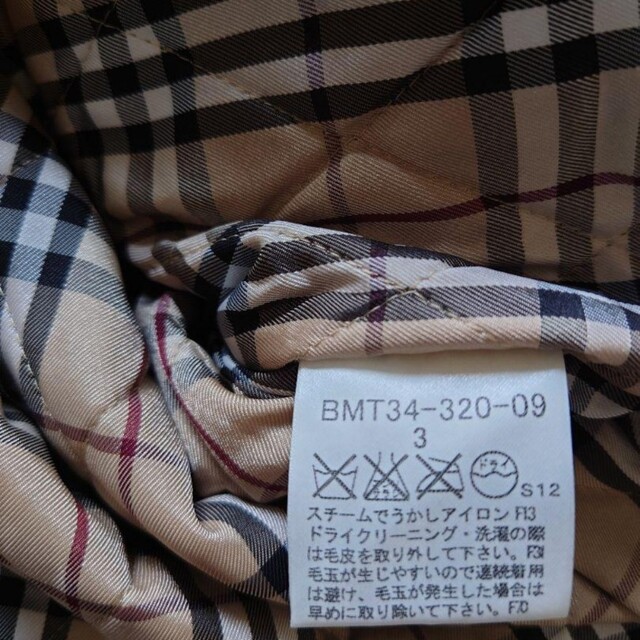 BMT34-320-09
3
ドライ
S12
スチームでうかしアイロン F13
ドライクリーニング・洗濯の際
は毛皮を取り外して下さい。F31
毛玉が生じやすいので連続着用
は避け、毛玉が発生した場合は
早めに取り除いて下さい。F70